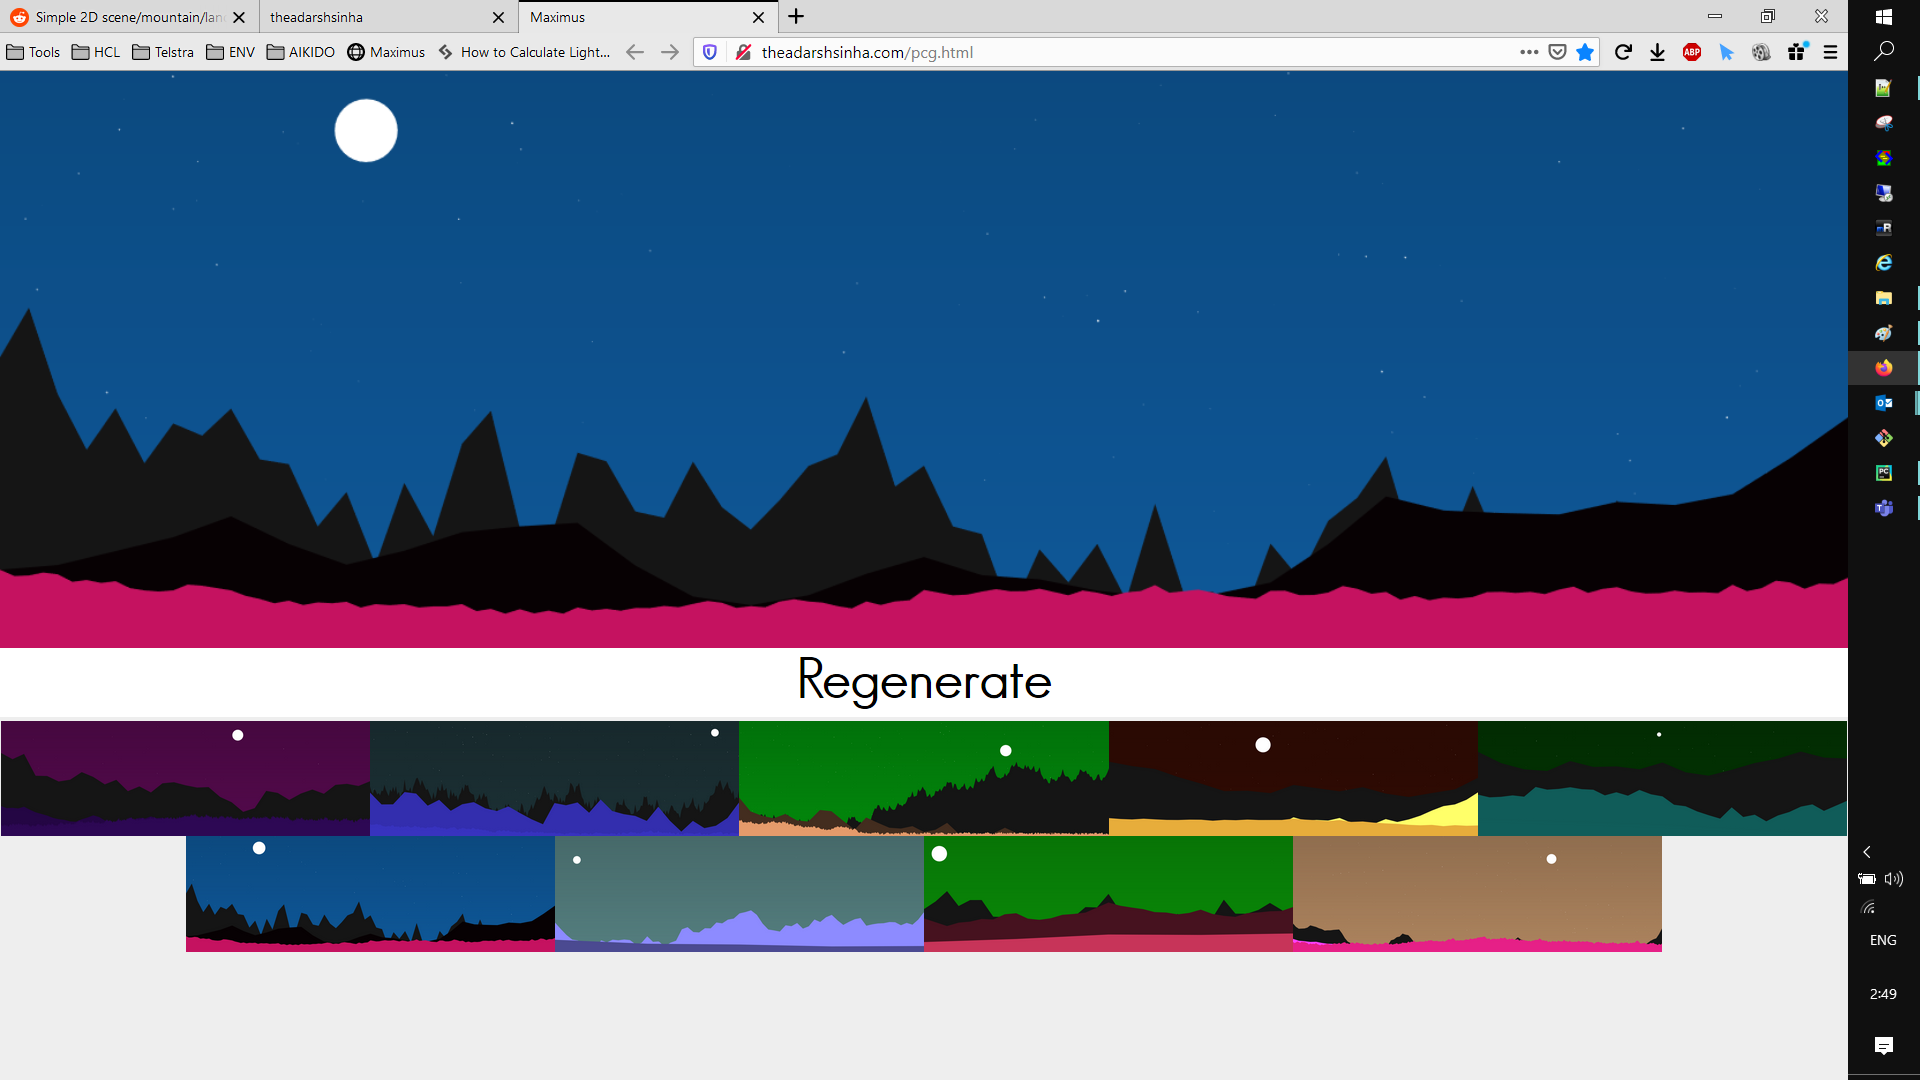 Simple 2D scene/mountain/lan
theadarshsinha
Maximus
Tools
HCL
Telstra
ENV
AIKIDO
Maximus
How to Calculate Light...
theadarshsinha.com/pcg.html
ABP
Regenerate
ENG
2:49